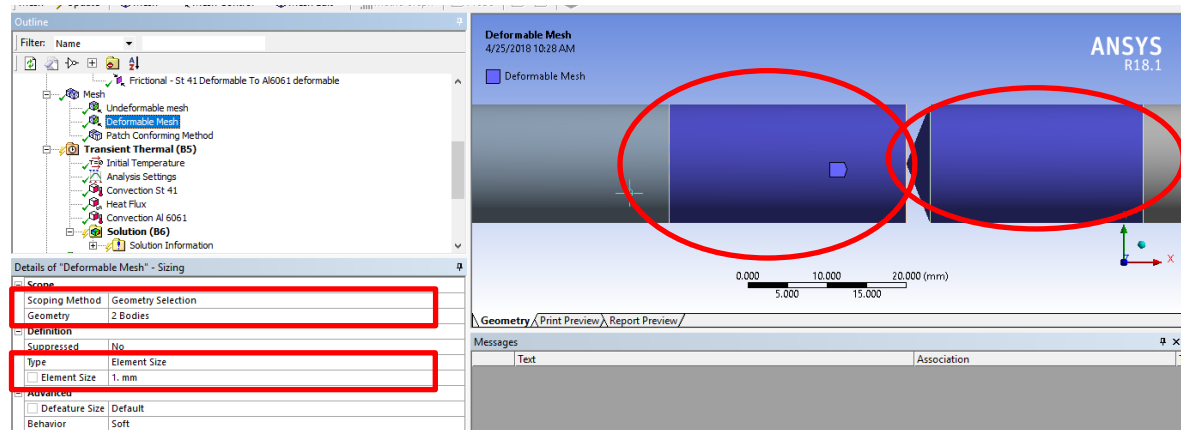 Outline
Filter: Name
Frictional - St 41 Deformable To Al6061 deformable
Mesh
Undeformable mesh
Deformable Mesh
Patch Conforming Method
Transient Thermal (B5)
Initial Temperature
Analysis Settings
Convection St 41
Heat Flux
Convection Al 6061
Solution (B6)
Solution Information
Details of "Deformable Mesh" - Sizing
Scope
Scoping Method Geometry Selection
Geometry 2 Bodies
Definition
Suppressed No
Type Element Size
Element Size 1. mm
Advanced
Defeature Size Default
Behavior Soft
Deformable Mesh
4/25/2018 10:28 AM
Deformable Mesh
ANSYS
R18.1
0.000 10.000 20.000 (mm)
5.000 15.000
X
Geometry Print Preview Report Preview
Messages
Text Association